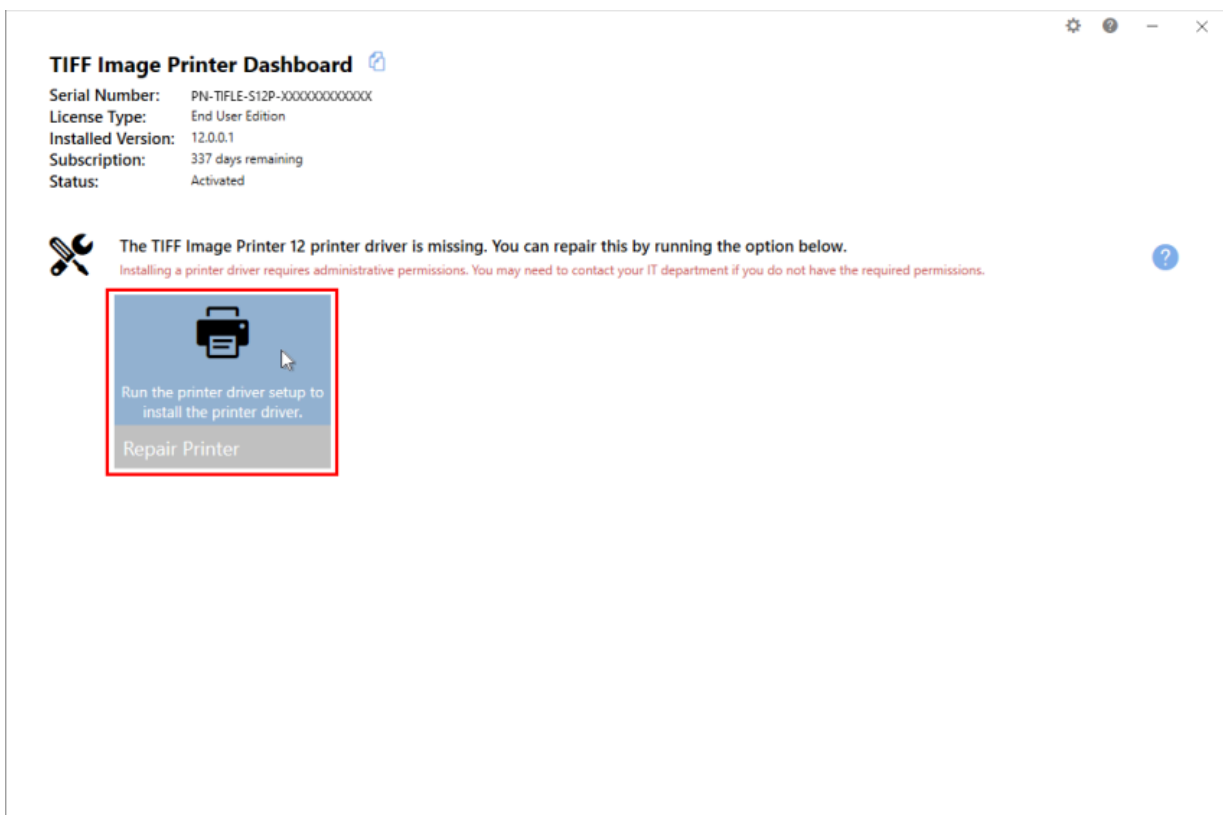 TIFF Image Printer Dashboard
Serial Number: PN-TIFLE-S12P-XXXXXXXXXXXX
License Type: End User Edition
Installed Version: 12.0.0.1
Subscription: 337 days remaining
Status: Activated
The TIFF Image Printer 12 printer driver is missing. You can repair this by running the option below.
Installing a printer driver requires administrative permissions. You may need to contact your IT department if you do not have the required permissions.
Run the printer driver setup to
install the printer driver.
Repair Printer